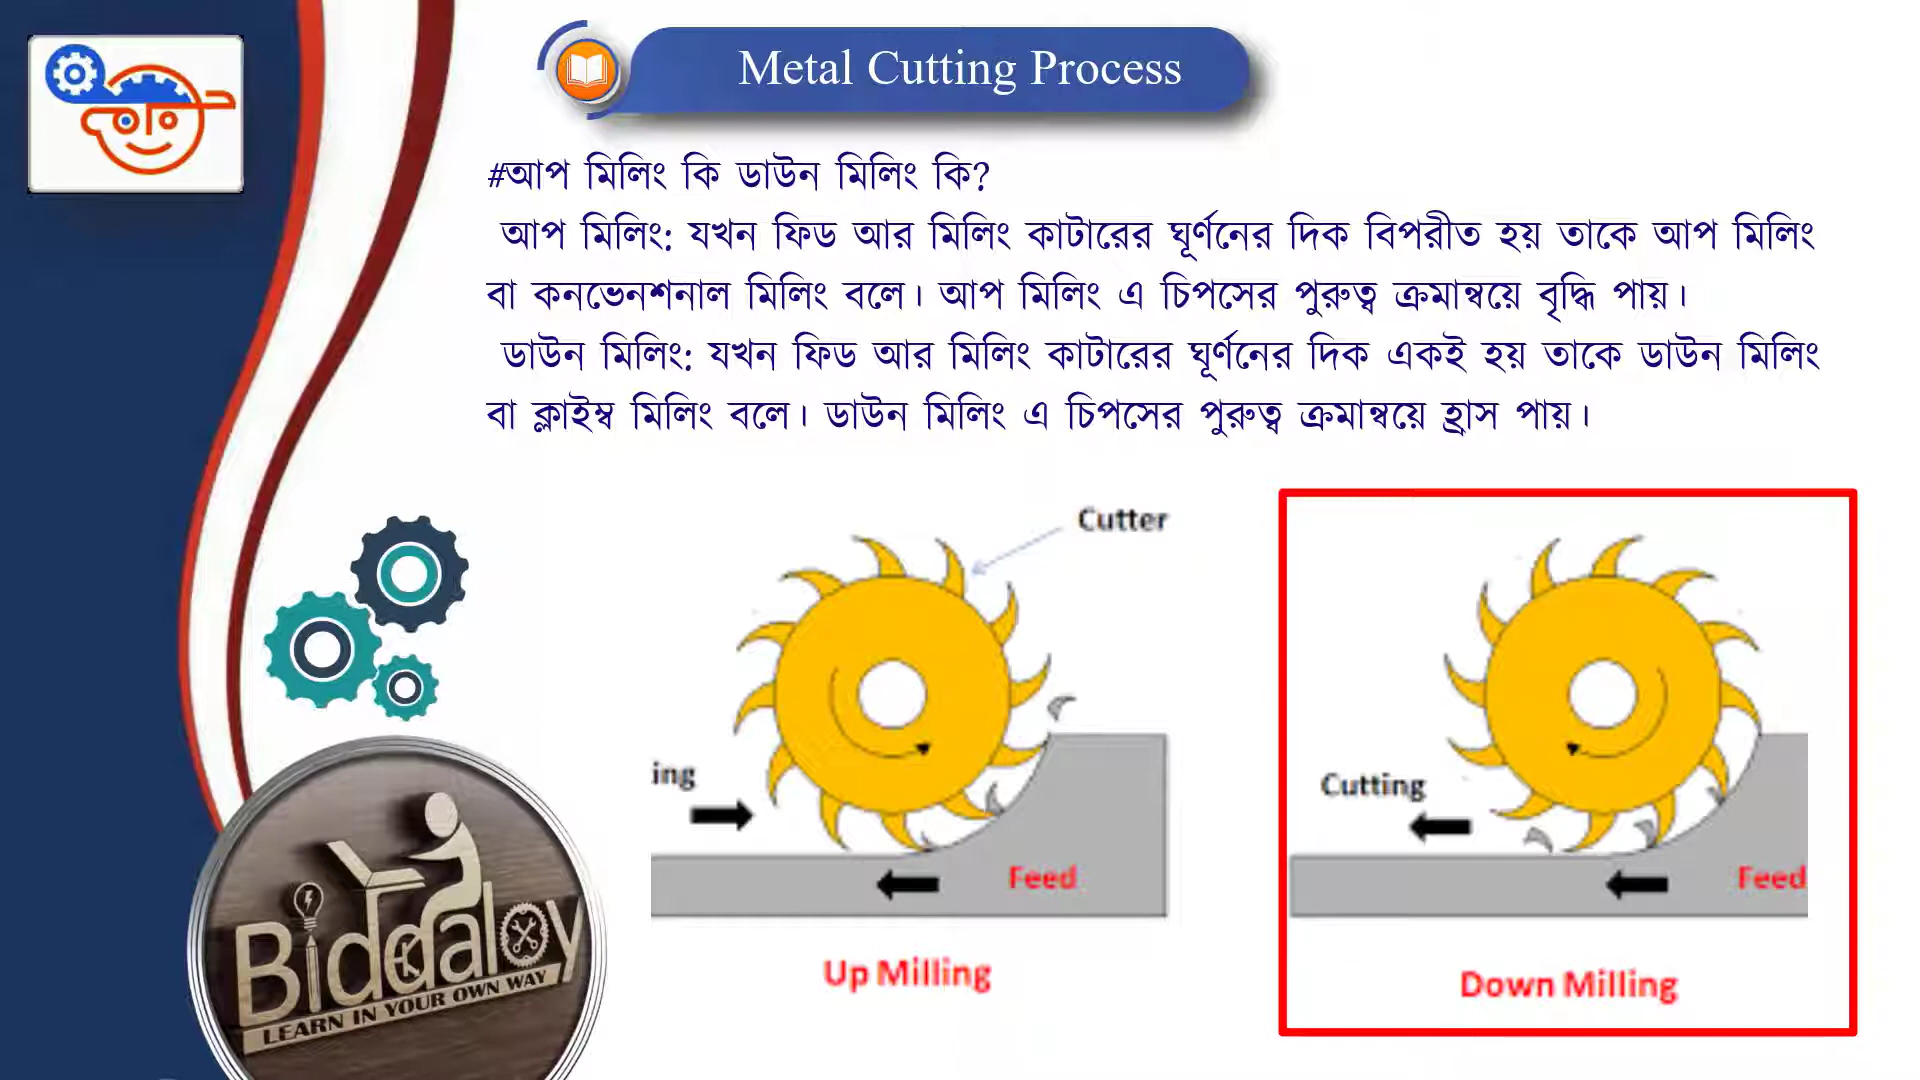 Metal Cutting Process
#আপ মিলিং কি ডাউন মিলিং কি?
আপ মিলিং: যখন ফিড আর মিলিং কাটারের ঘূর্ণনের দিক বিপরীত হয় তাকে আপ মিলিং
বা কনভেনশনাল মিলিং বলে। আপ মিলিং এ চিপসের পুরুত্ব ক্রমান্বয়ে বৃদ্ধি পায়।
ডাউন মিলিং: যখন ফিড আর মিলিং কাটারের ঘূর্ণনের দিক একই হয় তাকে ডাউন মিলিং
বা ক্লাইম্ব মিলিং বলে। ডাউন মিলিং এ চিপসের পুরুত্ব ক্রমান্বয়ে হ্রাস পায়।
Cutter
ing
Feed
Up Milling
Cutting
Feed
Down Milling
Biddaloy
LEARN IN YOUR OWN WAY